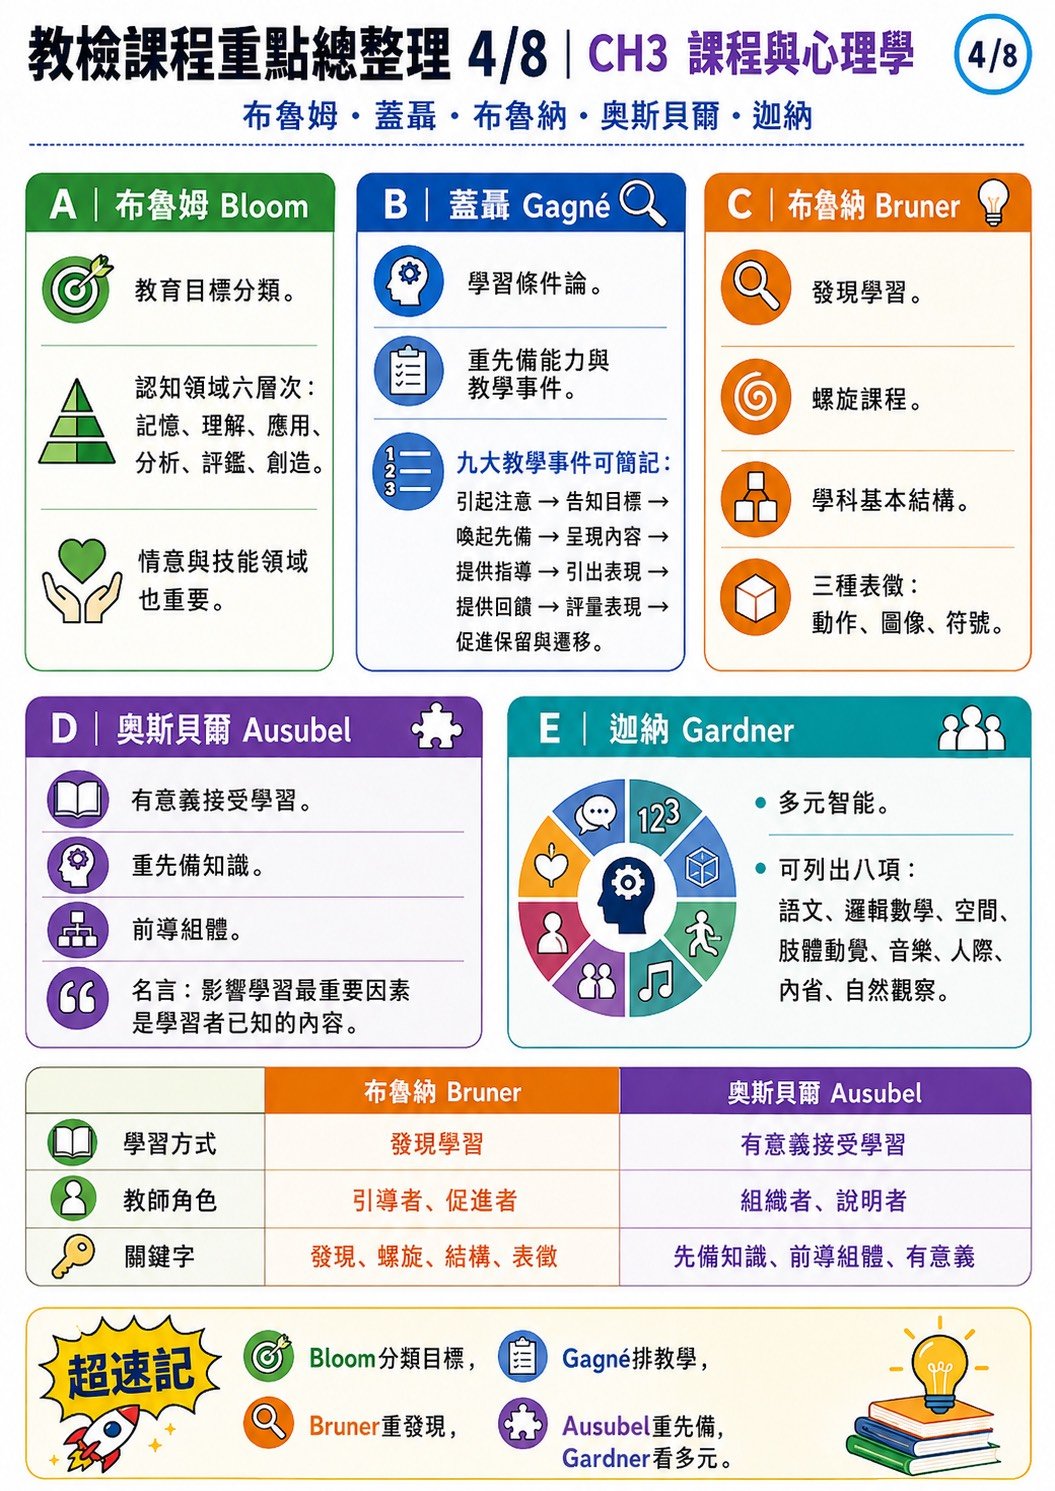 教檢課程重點總整理 4/8｜CH3 課程與心理學
4/8
布魯姆・蓋聶・布魯納・奧斯貝爾・迦納
A｜布魯姆 Bloom
教育目標分類。
認知領域六層次：
記憶、理解、應用、
分析、評鑑、創造。
情意與技能領域
也重要。
B｜蓋聶 Gagné
學習條件論。
重先備能力與
教學事件。
1
2
3
九大教學事件可簡記：
引起注意 → 告知目標 →
喚起先備 → 呈現內容 →
提供指導 → 引出表現 →
提供回饋 → 評量表現 →
促進保留與遷移。
C｜布魯納 Bruner
發現學習。
螺旋課程。
學科基本結構。
三種表徵：
動作、圖像、符號。
D｜奧斯貝爾 Ausubel
有意義接受學習。
重先備知識。
前導組體。
名言：影響學習最重要因素
是學習者已知的內容。
E｜迦納 Gardner
123
• 多元智能。
• 可列出八項：
語文、邏輯數學、空間、
肢體動覺、音樂、人際、
內省、自然觀察。
布魯納 Bruner
奧斯貝爾 Ausubel
學習方式
發現學習
有意義接受學習
教師角色
引導者、促進者
組織者、說明者
關鍵字
發現、螺旋、結構、表徵
先備知識、前導組體、有意義
超速記
Bloom分類目標，
Gagné排教學，
Bruner重發現，
Ausubel重先備，
Gardner看多元。